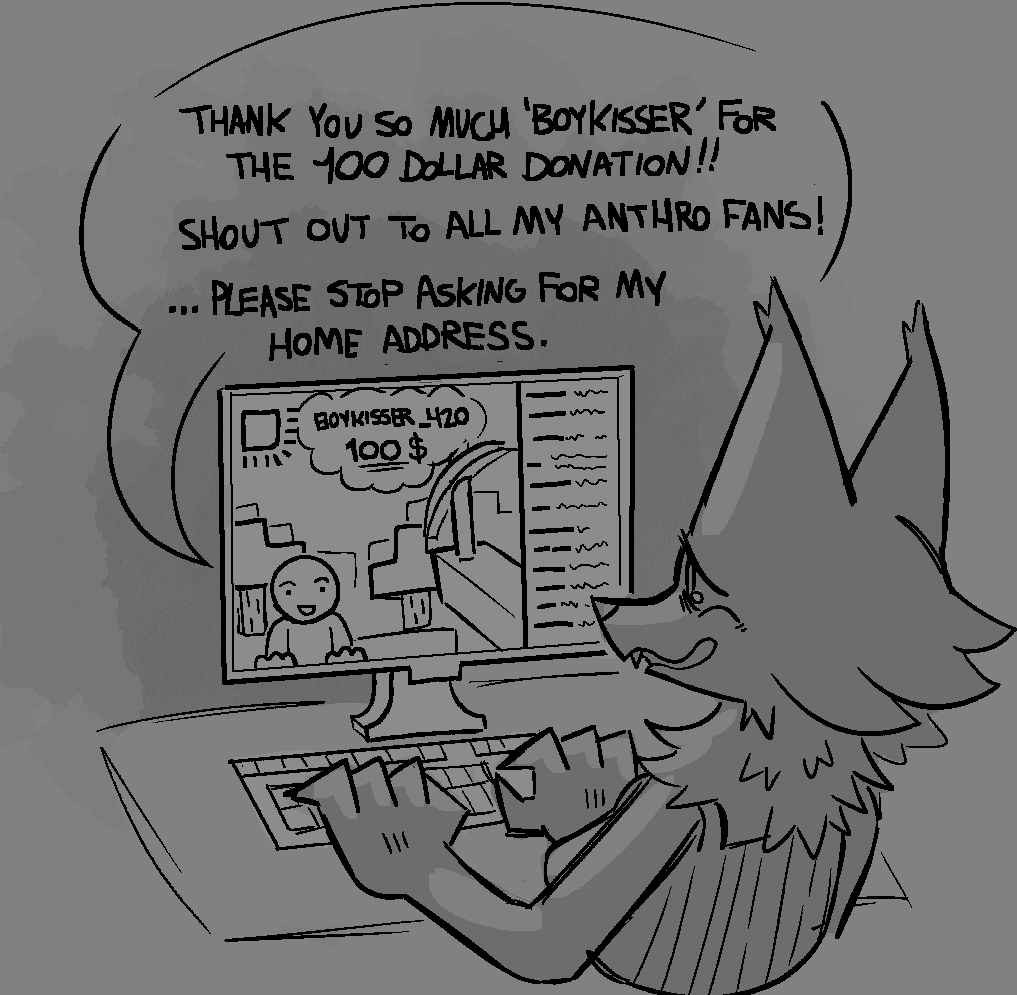 THANK YOU SO MUCH 'BOYKISSER' FOR
THE 100 DOLLAR DONATION!!
SHOUT OUT TO ALL MY ANTHRO FANS!
... PLEASE STOP ASKING FOR MY
HOME ADDRESS.
BOYKISSER_420
100 $